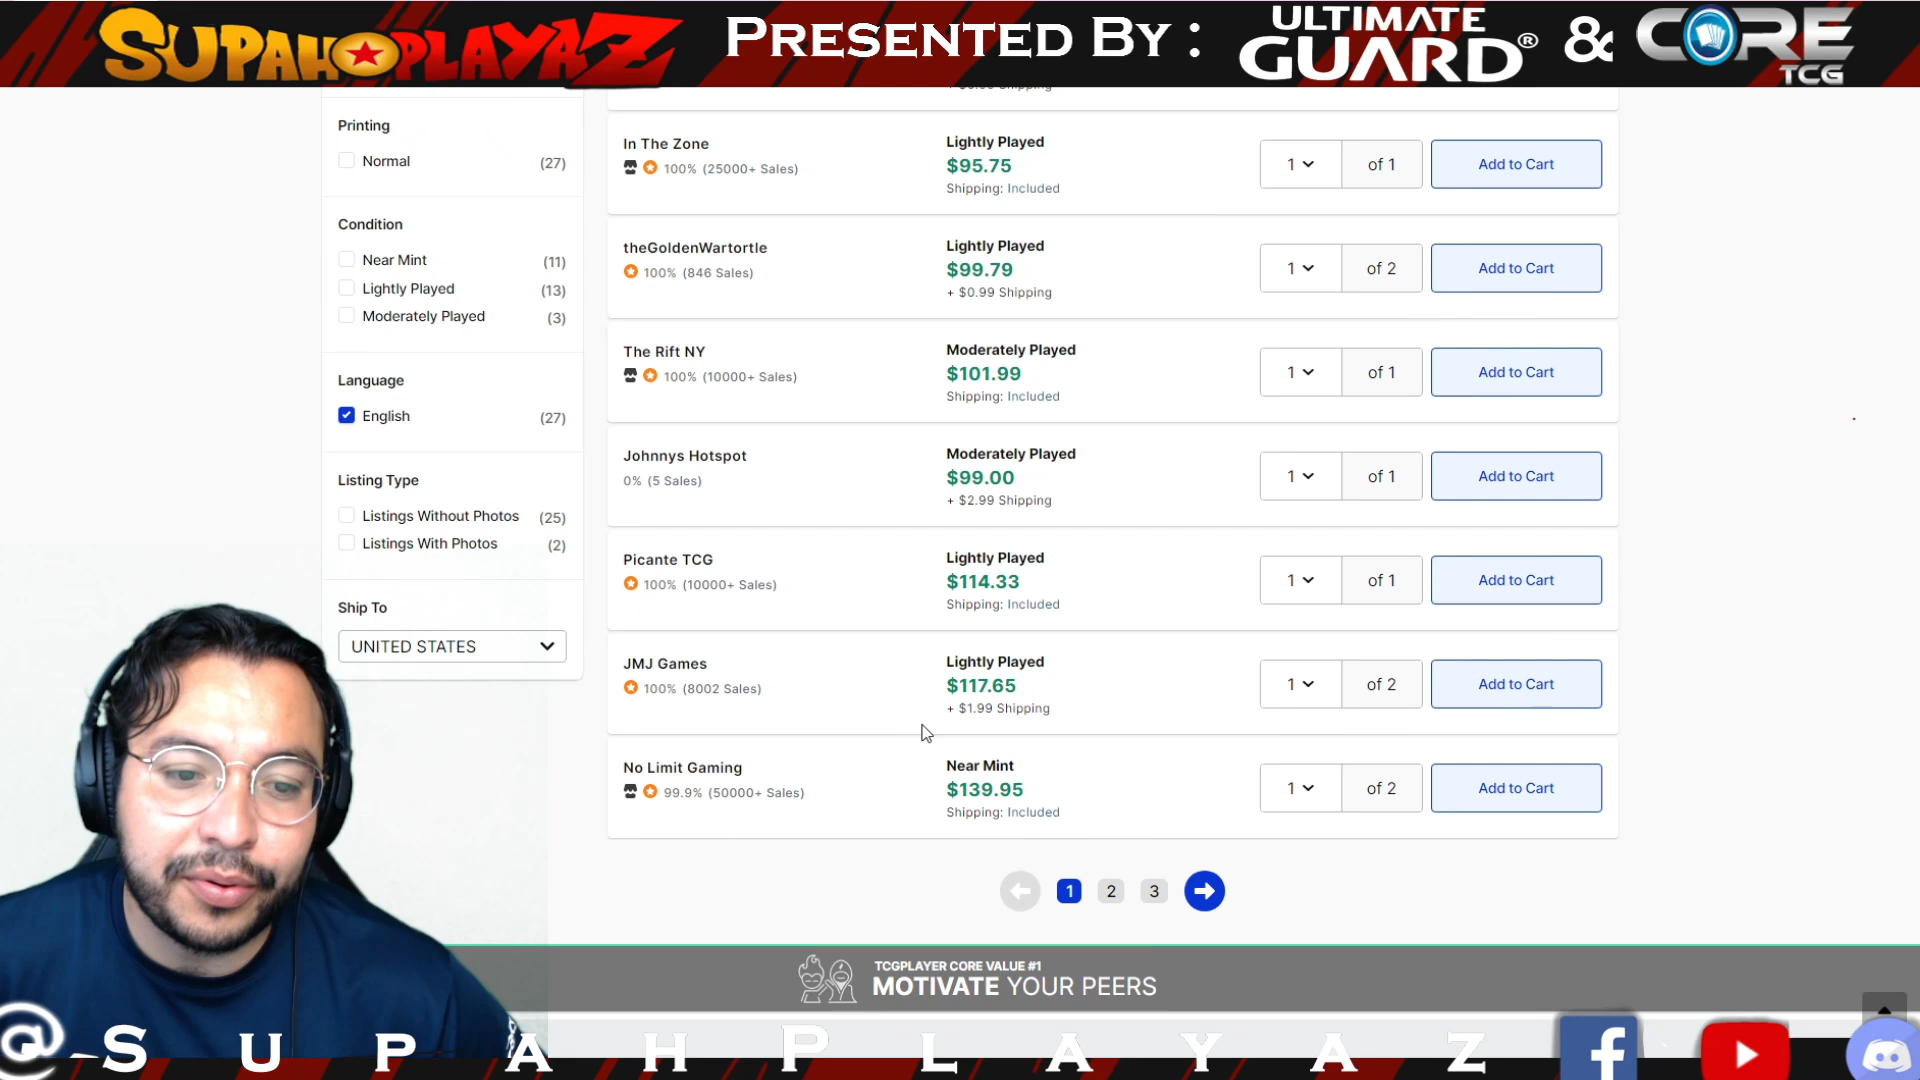 SUPAHPLAYAZ PRESENTED BY : ULTIMATE GUARD® & CORE TCG
Printing
Normal (27)
Condition
Near Mint (11)
Lightly Played (13)
Moderately Played (3)
Language
English (27)
Listing Type
Listings Without Photos (25)
Listings With Photos (2)
Ship To
UNITED STATES
In The Zone
100% (25000+ Sales)
Lightly Played
$95.75
Shipping: Included
1 of 1 Add to Cart
theGoldenWartortle
100% (846 Sales)
Lightly Played
$99.79
+ $0.99 Shipping
1 of 2 Add to Cart
The Rift NY
100% (10000+ Sales)
Moderately Played
$101.99
Shipping: Included
1 of 1 Add to Cart
Johnnys Hotspot
0% (5 Sales)
Moderately Played
$99.00
+ $2.99 Shipping
1 of 1 Add to Cart
Picante TCG
100% (10000+ Sales)
Lightly Played
$114.33
Shipping: Included
1 of 1 Add to Cart
JMJ Games
100% (8002 Sales)
Lightly Played
$117.65
+ $1.99 Shipping
1 of 2 Add to Cart
No Limit Gaming
99.9% (50000+ Sales)
Near Mint
$139.95
Shipping: Included
1 of 2 Add to Cart
1 2 3
TCGPLAYER CORE VALUE #1
MOTIVATE YOUR PEERS
@SUPAHPLAYAZ